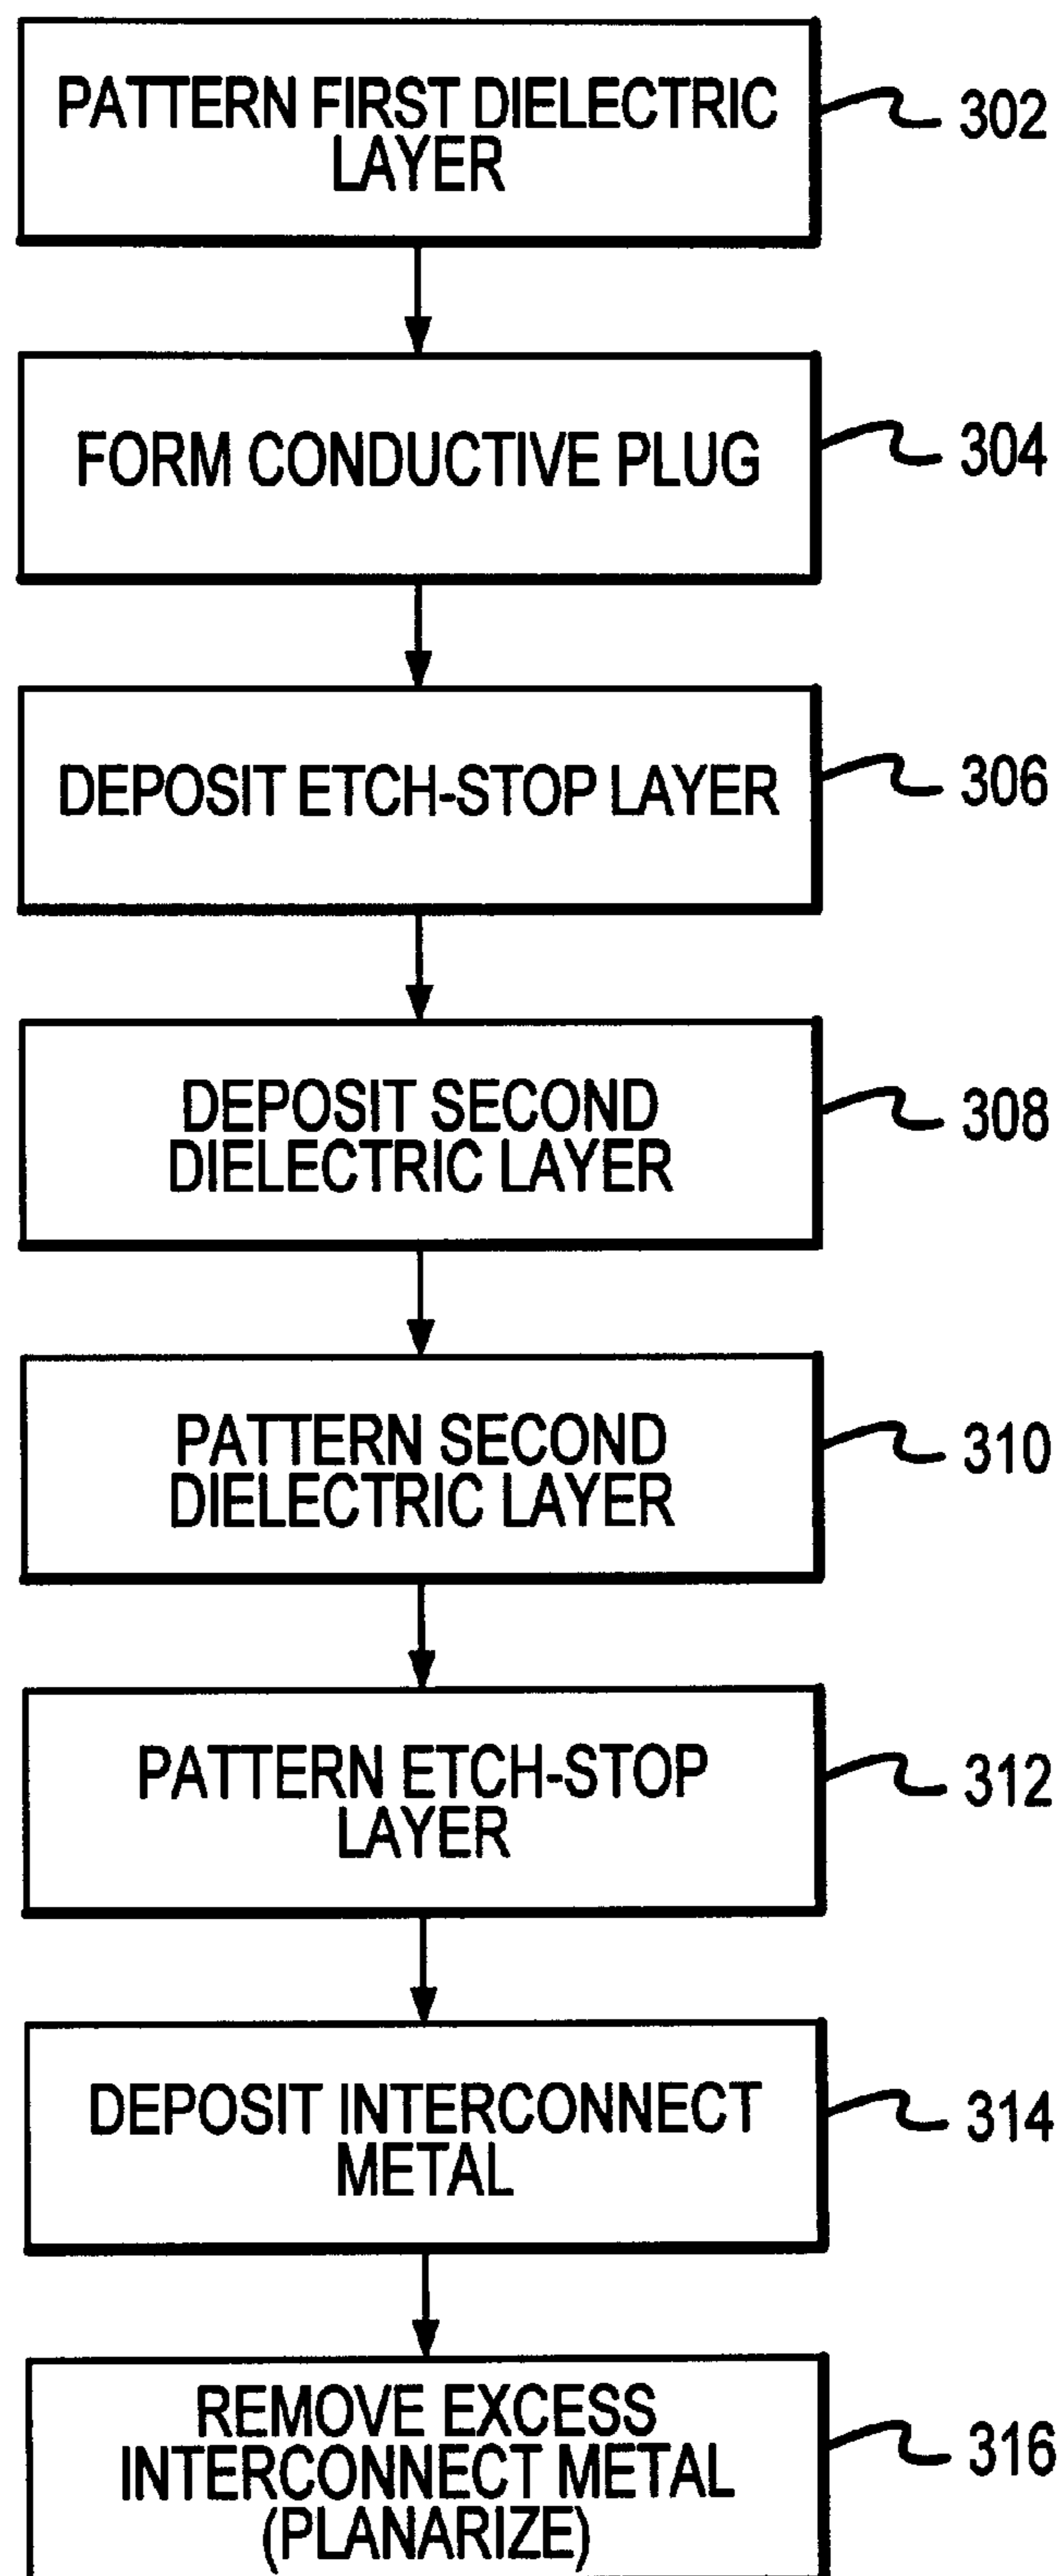 PATTERN FIRST DIELECTRIC
LAYER
302
FORM CONDUCTIVE PLUG
304
DEPOSIT ETCH-STOP LAYER
306
DEPOSIT SECOND
DIELECTRIC LAYER
308
PATTERN SECOND
DIELECTRIC LAYER
310
PATTERN ETCH-STOP
LAYER
312
DEPOSIT INTERCONNECT
METAL
314
REMOVE EXCESS
INTERCONNECT METAL
(PLANARIZE)
316